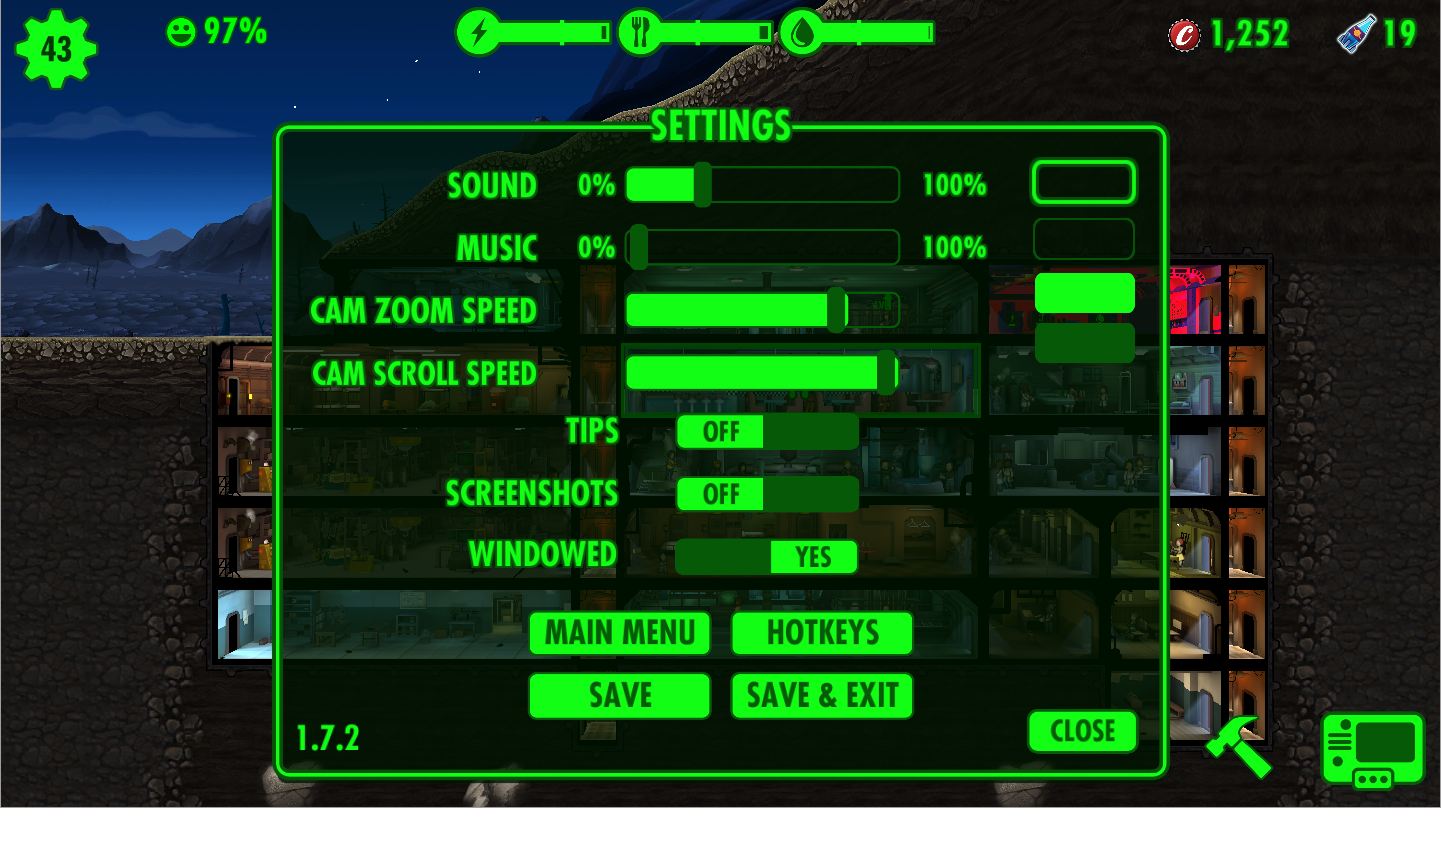 43
97%
1,252
19
SETTINGS
SOUND 0% 100%
MUSIC 0% 100%
CAM ZOOM SPEED
CAM SCROLL SPEED
TIPS OFF
SCREENSHOTS OFF
WINDOWED YES
MAIN MENU HOTKEYS
SAVE SAVE & EXIT
1.7.2
CLOSE